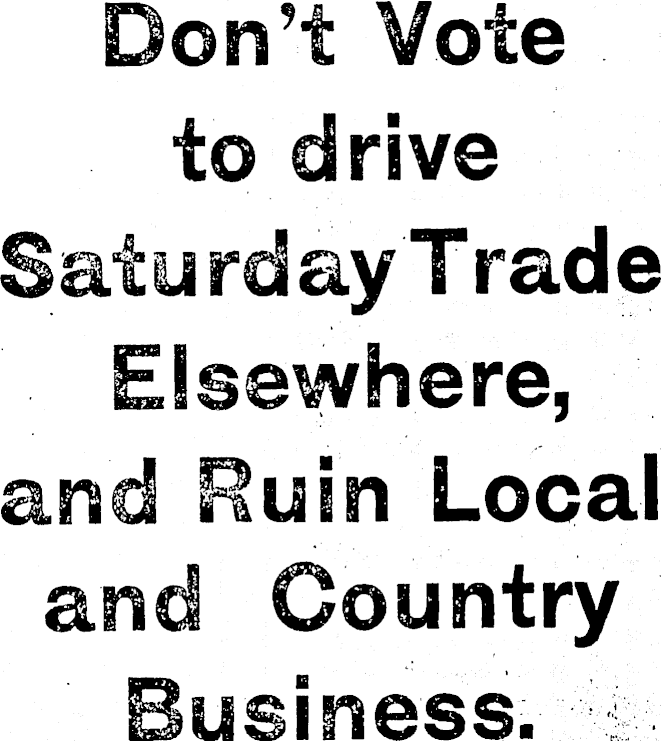 Don't Vote
to drive
Saturday Trade
Elsewhere,
and Ruin Local
and Country
Business.